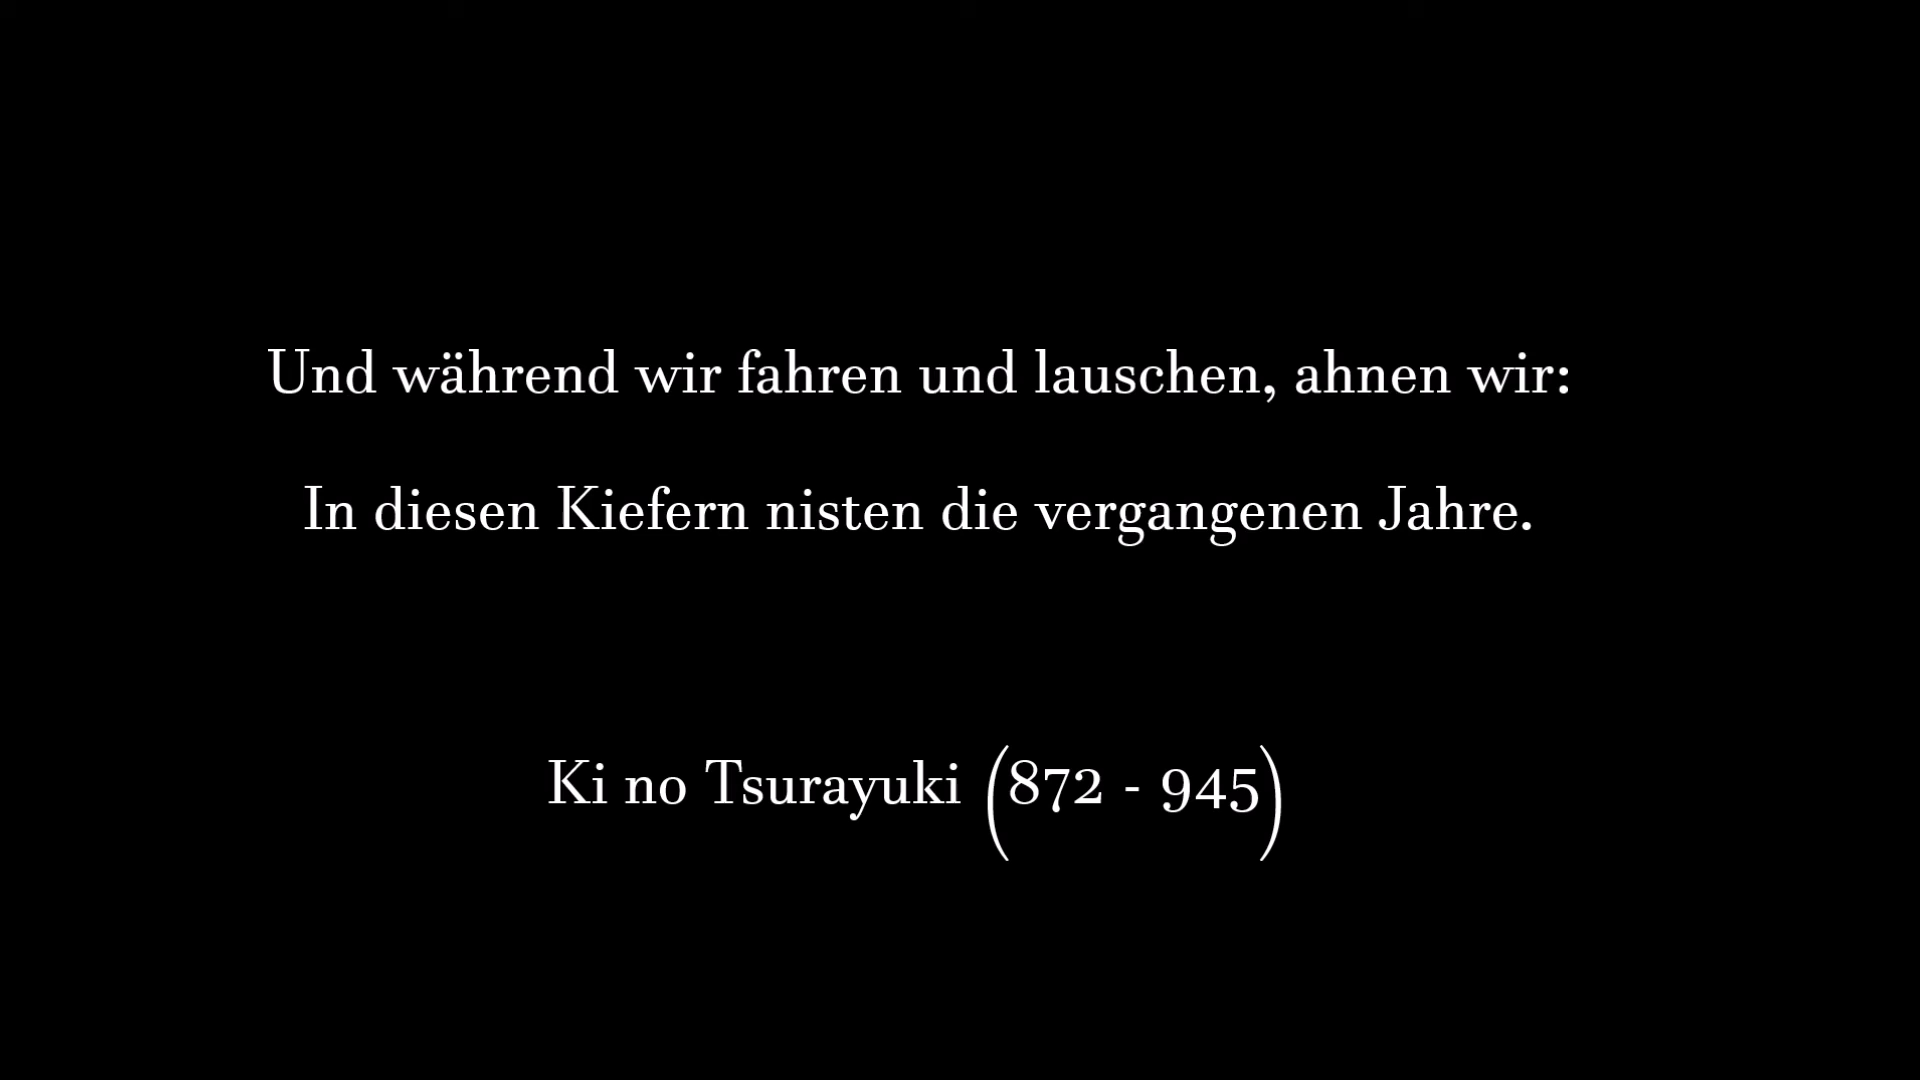 Und während wir fahren und lauschen, ahnen wir:
In diesen Kiefern nisten die vergangenen Jahre.
Ki no Tsurayuki (872 - 945)